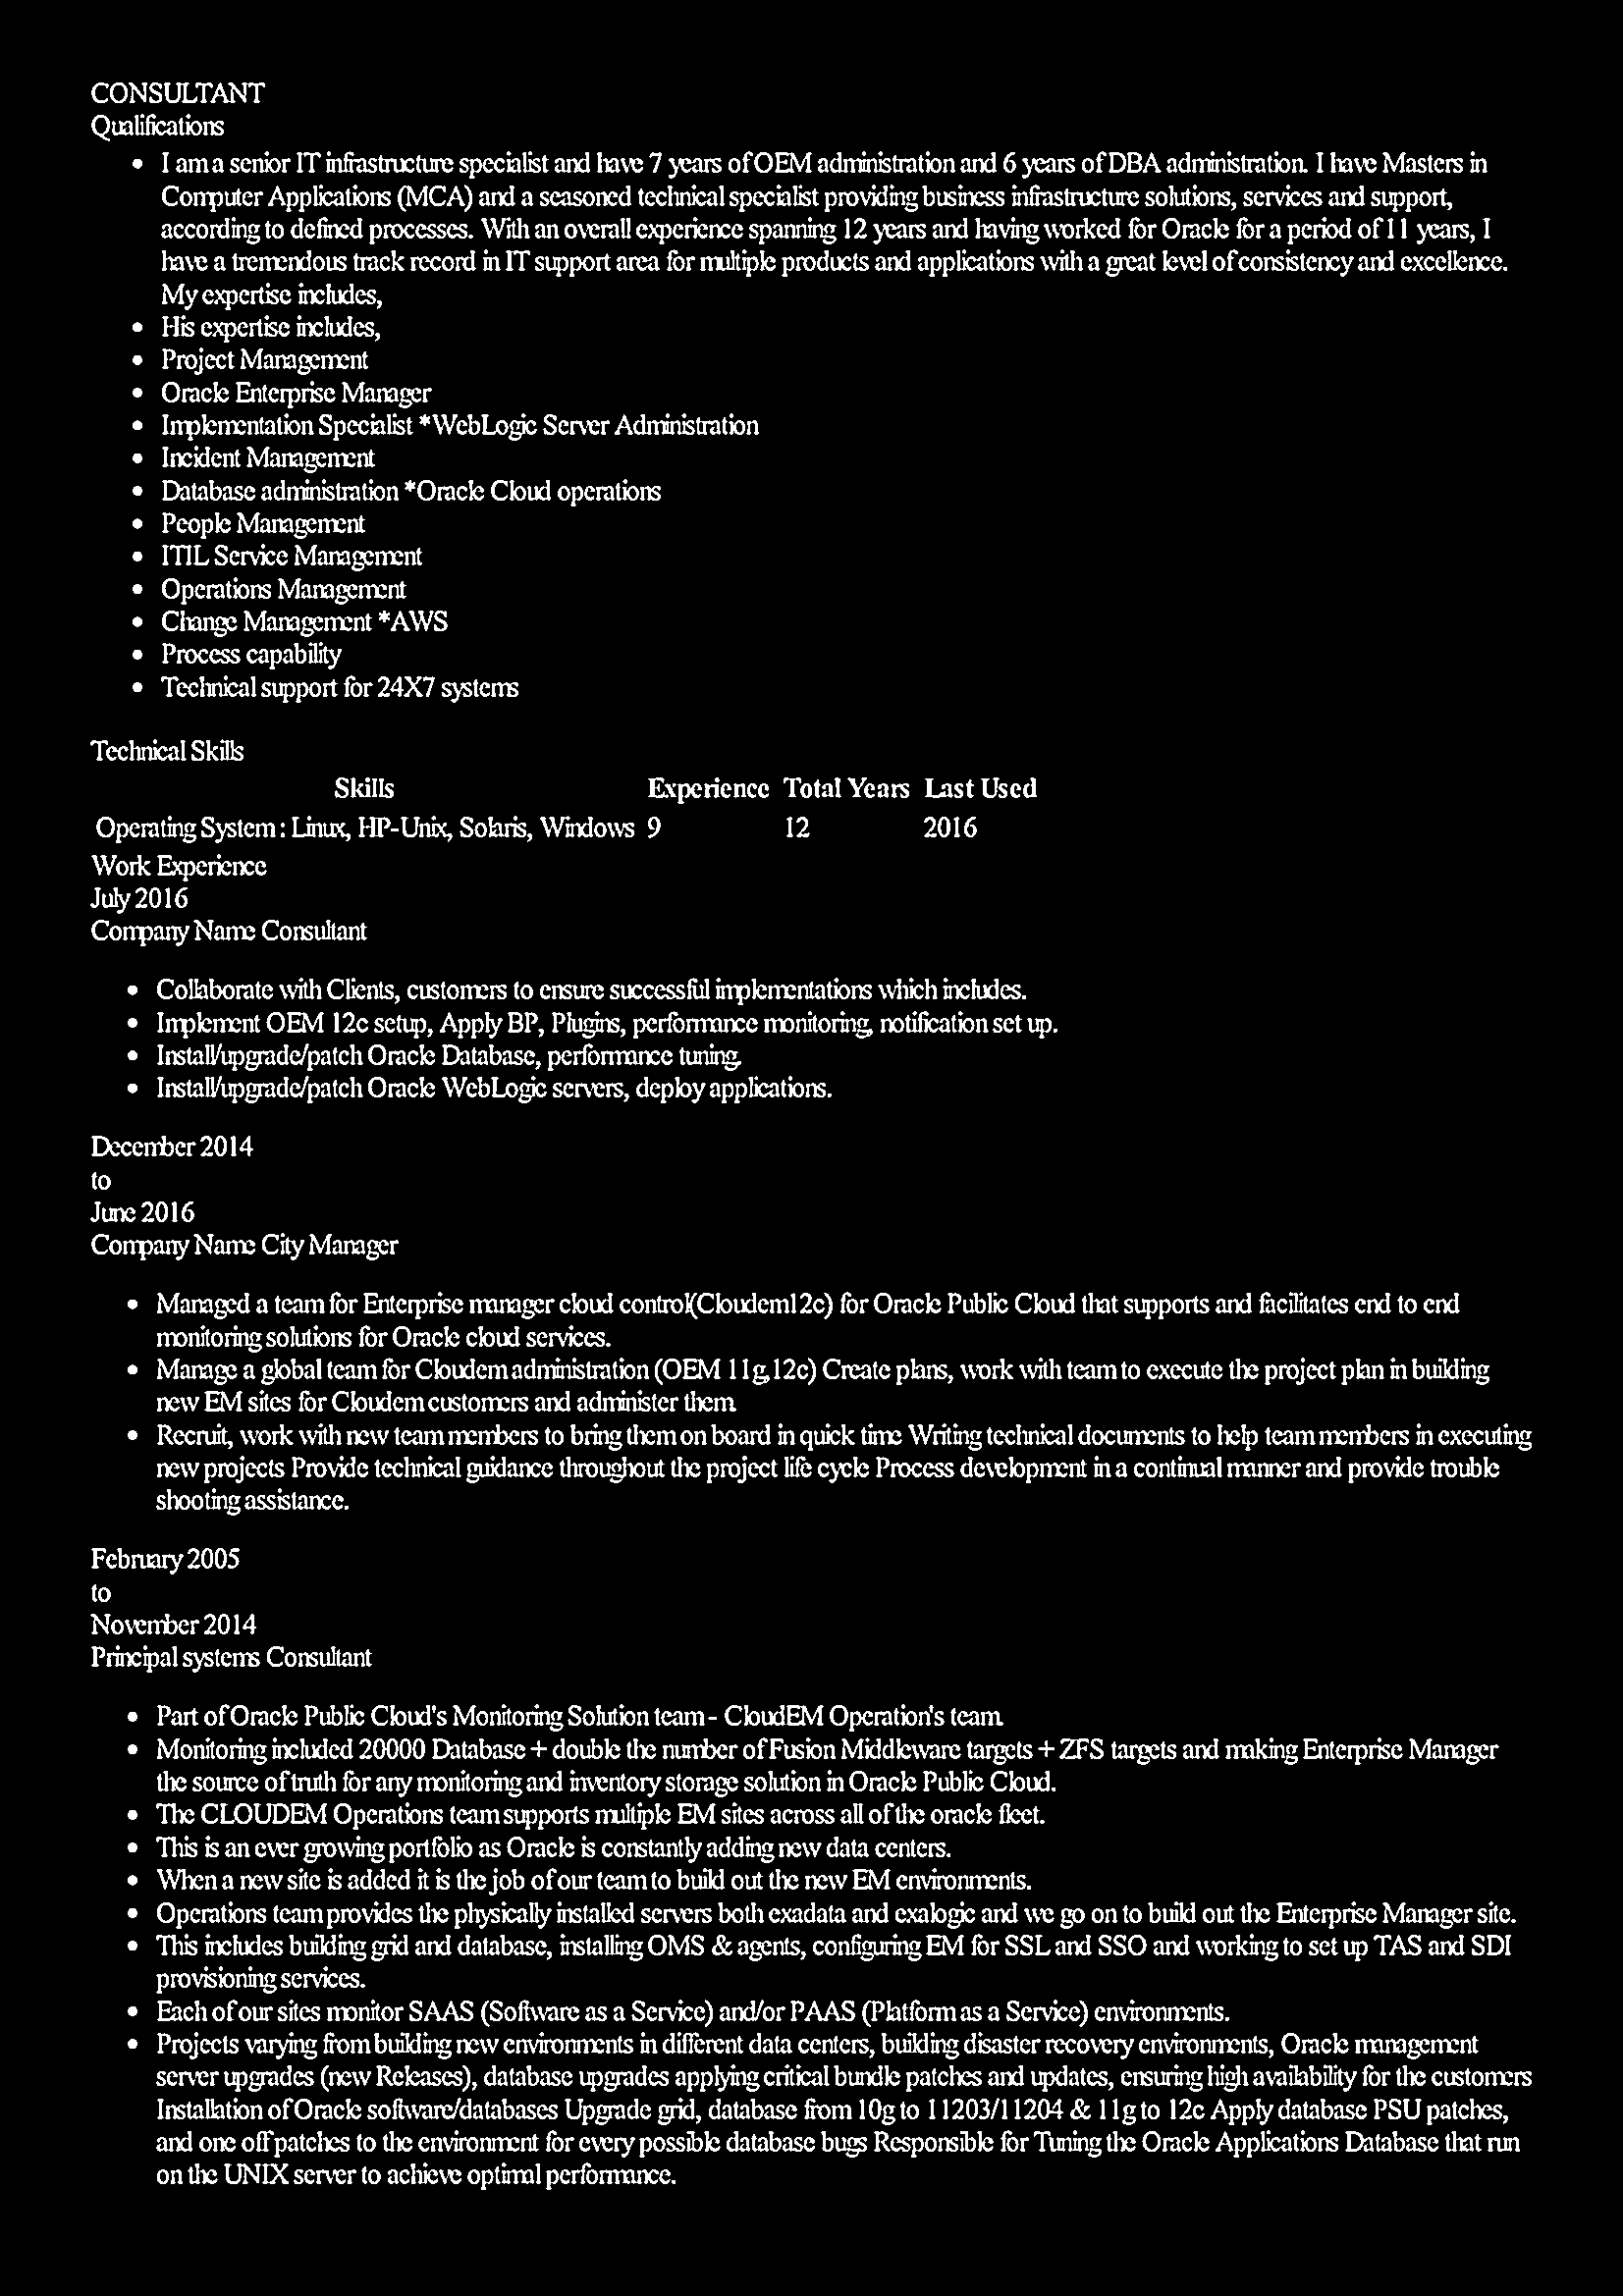 CONSULTANT
Qualifications
• I am a senior IT infrastructure specialist and have 7 years of OEM administration and 6 years of DBA administration. I have Masters in
Computer Applications (MCA) and a seasoned technical specialist providing business infrastructure solutions, services and support,
according to defined processes. With an overall experience spanning 12 years and having worked for Oracle for a period of 11 years, I
have a tremendous track record in IT support area for multiple products and applications with a great level of consistency and excellence.
My expertise includes,
• His expertise includes,
• Project Management
• Oracle Enterprise Manager
• Implementation Specialist *WebLogic Server Administration
• Incident Management
• Database administration *Oracle Cloud operations
• People Management
• ITIL Service Management
• Operations Management
• Change Management *AWS
• Process capability
• Technical support for 24X7 systems
Technical Skills
Skills Experience Total Years Last Used
Operating System : Linux, HP-Unix, Solaris, Windows 9 12 2016
Work Experience
July 2016
Company Name Consultant
• Collaborate with Clients, customers to ensure successful implementations which includes.
• Implement OEM 12c setup, Apply BP, Plugins, performance monitoring, notification set up.
• Install/upgrade/patch Oracle Database, performance tuning.
• Install/upgrade/patch Oracle WebLogic servers, deploy applications.
December 2014
to
June 2016
Company Name City Manager
• Managed a team for Enterprise manager cloud control(Cloudem12c) for Oracle Public Cloud that supports and facilitates end to end
monitoring solutions for Oracle cloud services.
• Manage a global team for Cloudem administration (OEM 11g,12c) Create plans, work with team to execute the project plan in building
new EM sites for Cloudem customers and administer them.
• Recruit, work with new team members to bring them on board in quick time Writing technical documents to help team members in executing
new projects Provide technical guidance throughout the project life cycle Process development in a continual manner and provide trouble
shooting assistance.
February 2005
to
November 2014
Principal systems Consultant
• Part of Oracle Public Cloud's Monitoring Solution team - CloudEM Operation's team.
• Monitoring included 20000 Database + double the number of Fusion Middleware targets + ZFS targets and making Enterprise Manager
the source of truth for any monitoring and inventory storage solution in Oracle Public Cloud.
• The CLOUDEM Operations team supports multiple EM sites across all of the oracle fleet.
• This is an ever growing portfolio as Oracle is constantly adding new data centers.
• When a new site is added it is the job of our team to build out the new EM environments.
• Operations team provides the physically installed servers both exadata and exalogic and we go on to build out the Enterprise Manager site.
• This includes building grid and database, installing OMS & agents, configuring EM for SSL and SSO and working to set up TAS and SDI
provisioning services.
• Each of our sites monitor SAAS (Software as a Service) and/or PAAS (Platform as a Service) environments.
• Projects varying from building new environments in different data centers, building disaster recovery environments, Oracle management
server upgrades (new Releases), database upgrades applying critical bundle patches and updates, ensuring high availability for the customers
Installation of Oracle software/databases Upgrade grid, database from 10g to 11203/11204 & 11g to 12c Apply database PSU patches,
and one off patches to the environment for every possible database bugs Responsible for Tuning the Oracle Applications Database that run
on the UNIX server to achieve optimal performance.